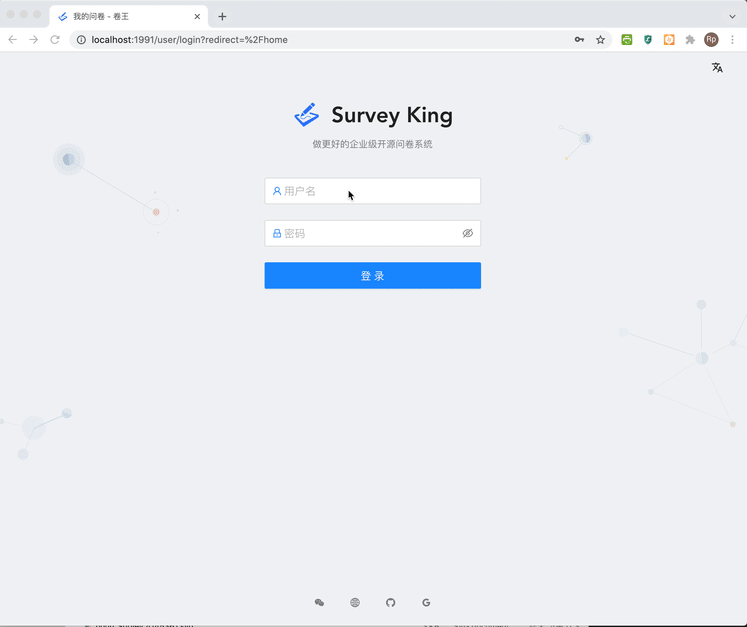 我的问卷 - 卷王
localhost:1991/user/login?redirect=%2Fhome
Rp
Survey King
做更好的企业级开源问卷系统
用户名
密码
登 录